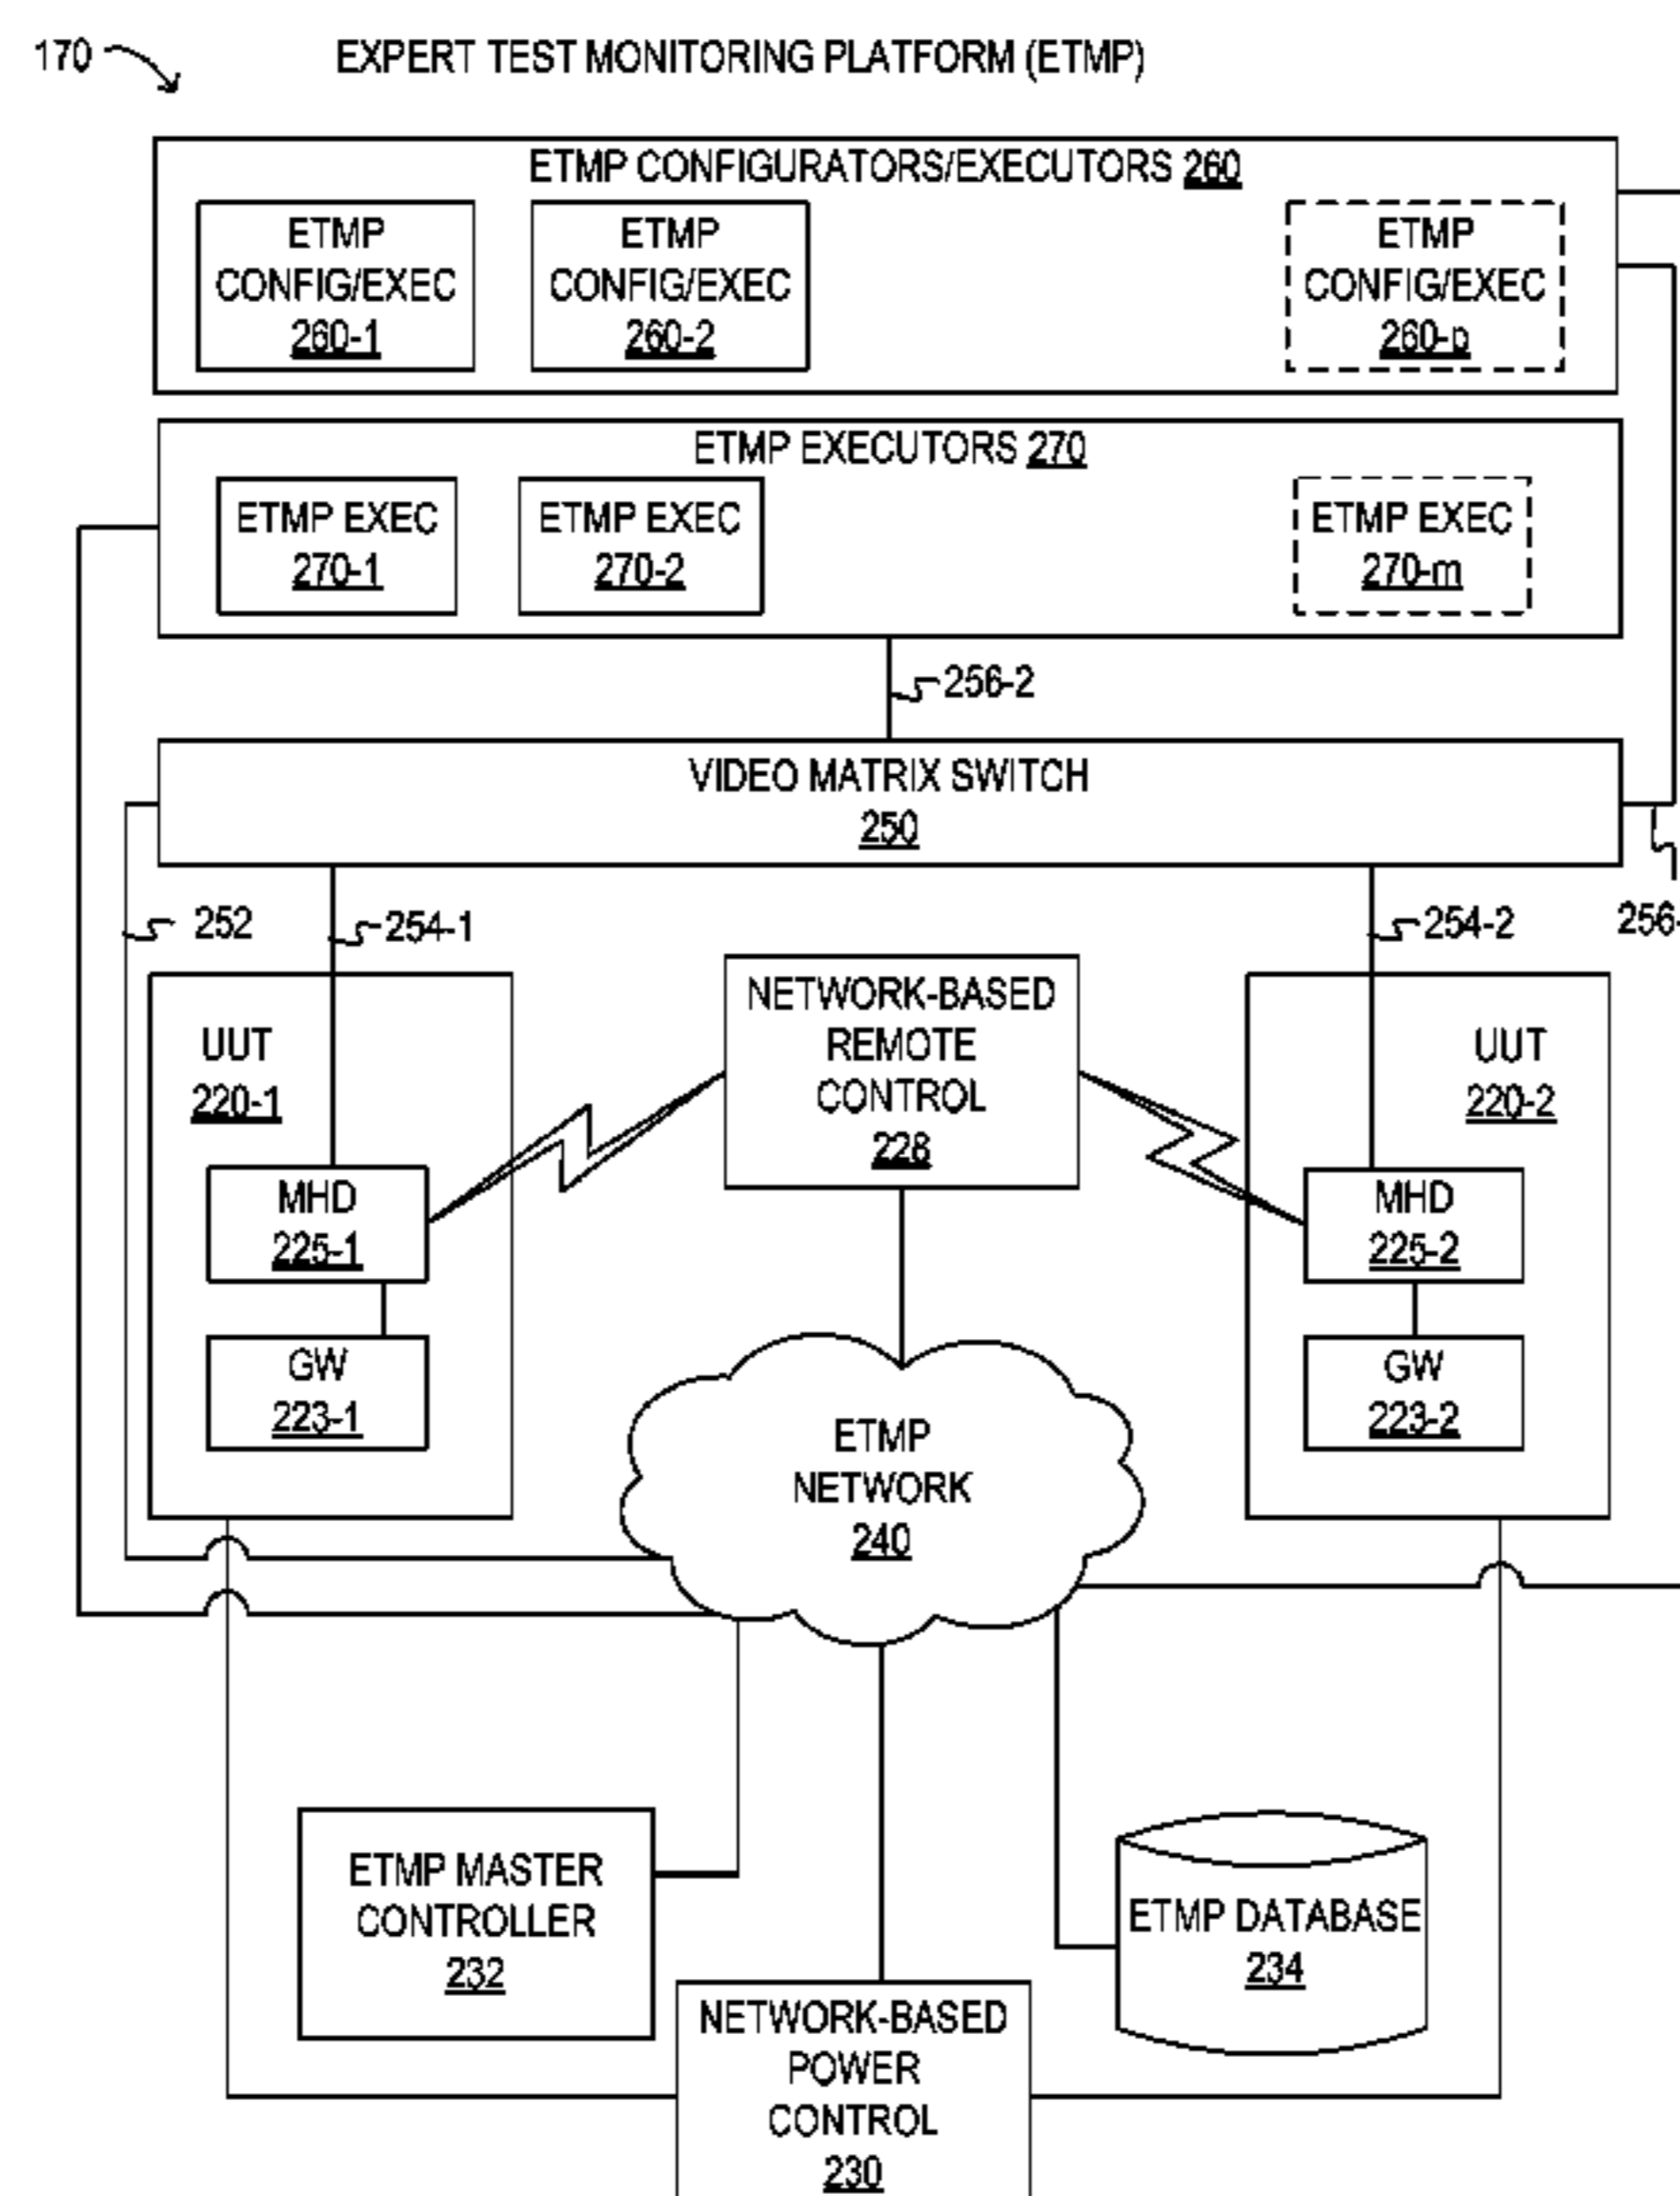 170
EXPERT TEST MONITORING PLATFORM (ETMP)
ETMP CONFIGURATORS/EXECUTORS 260
ETMP
CONFIG/EXEC
260-1
ETMP
CONFIG/EXEC
260-2
ETMP
CONFIG/EXEC
260-p
ETMP EXECUTORS 270
ETMP EXEC
270-1
ETMP EXEC
270-2
ETMP EXEC
270-m
256-2
VIDEO MATRIX SWITCH
250
252
254-1
254-2
256-
UUT
220-1
NETWORK-BASED
REMOTE
CONTROL
228
UUT
220-2
MHD
225-1
MHD
225-2
GW
223-1
GW
223-2
ETMP
NETWORK
240
ETMP MASTER
CONTROLLER
232
ETMP DATABASE
234
NETWORK-BASED
POWER
CONTROL
230